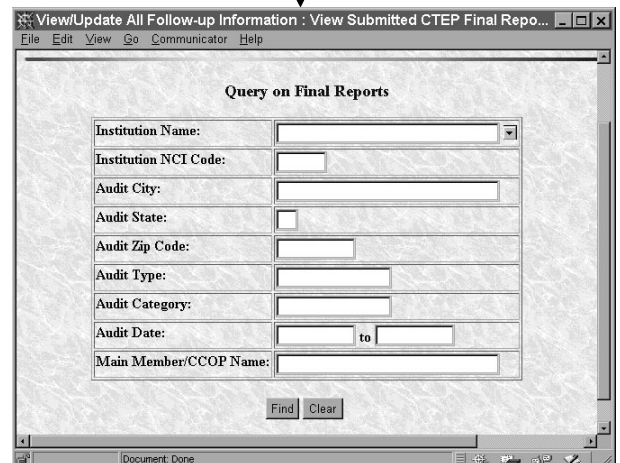 View/Update All Follow-up Information : View Submitted CTEP Final Repo...
File Edit View Go Communicator Help
Query on Final Reports
Institution Name:
Institution NCI Code:
Audit City:
Audit State:
Audit Zip Code:
Audit Type:
Audit Category:
Audit Date: to
Main Member/CCOP Name:
Find Clear
Document: Done